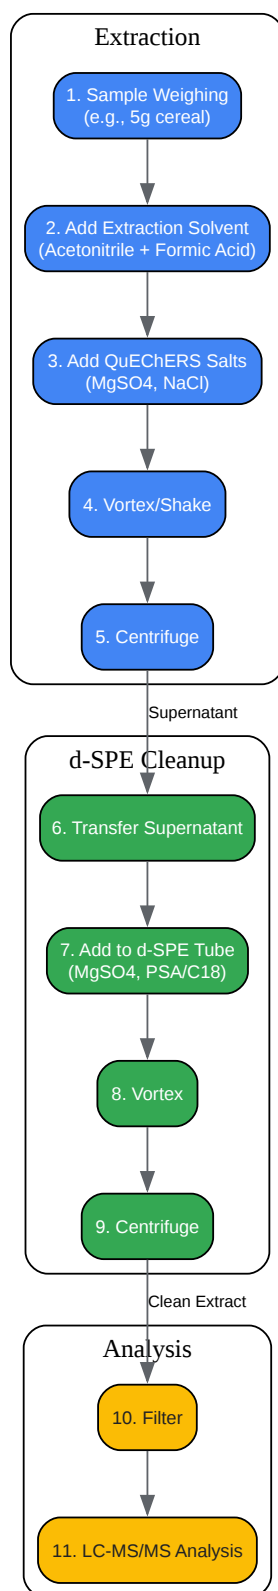 Extraction
1. Sample Weighing
(e.g., 5g cereal)
2. Add Extraction Solvent
(Acetonitrile + Formic Acid)
3. Add QuEChERS Salts
(MgSO4, NaCl)
4. Vortex/Shake
5. Centrifuge
Supernatant
d-SPE Cleanup
6. Transfer Supernatant
7. Add to d-SPE Tube
(MgSO4, PSA/C18)
8. Vortex
9. Centrifuge
Clean Extract
Analysis
10. Filter
11. LC-MS/MS Analysis